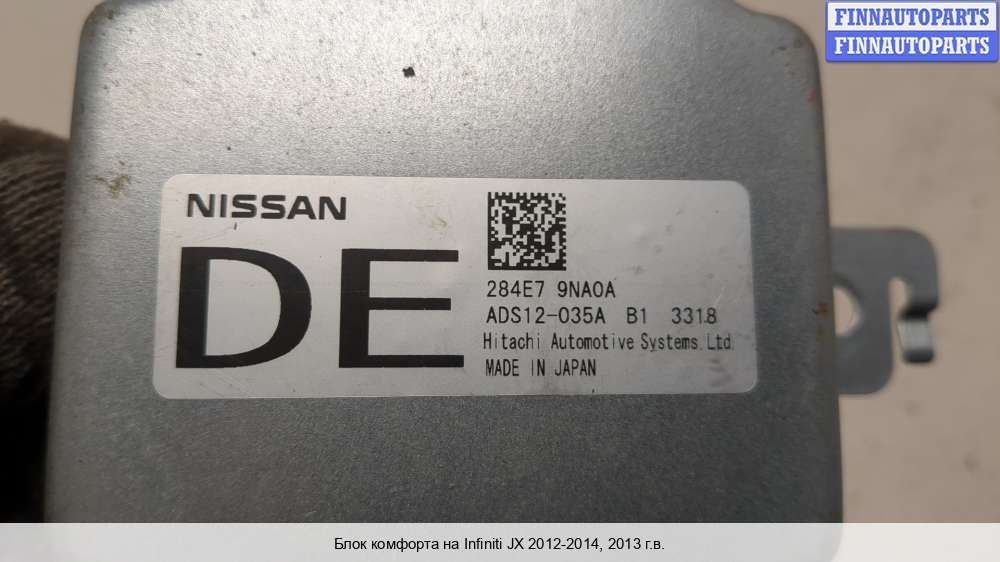 FINNAUTOPARTS
FINNAUTOPARTS
NISSAN
DE
284E7 9NA0A
ADS12-035A B1 3318
Hitachi Automotive Systems,Ltd.
MADE IN JAPAN
Блок комфорта на Infiniti JX 2012-2014, 2013 г.в.